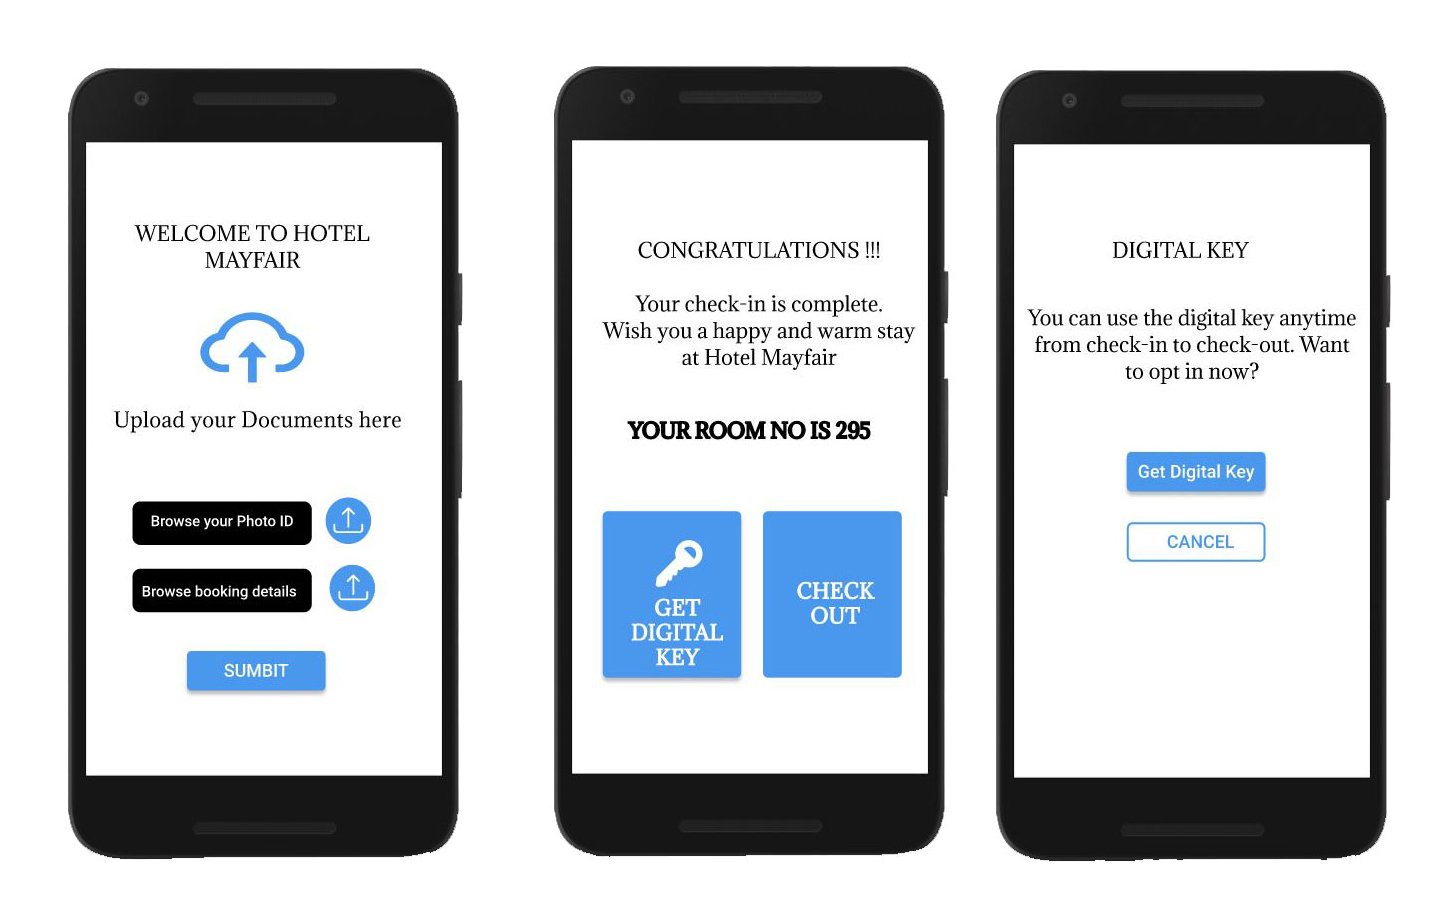 WELCOME TO HOTEL
MAYFAIR
Upload your Documents here
Browse your Photo ID
Browse booking details
SUMBIT
CONGRATULATIONS !!!
Your check-in is complete.
Wish you a happy and warm stay
at Hotel Mayfair
YOUR ROOM NO IS 295
GET
DIGITAL
KEY
CHECK
OUT
DIGITAL KEY
You can use the digital key anytime
from check-in to check-out. Want
to opt in now?
Get Digital Key
CANCEL